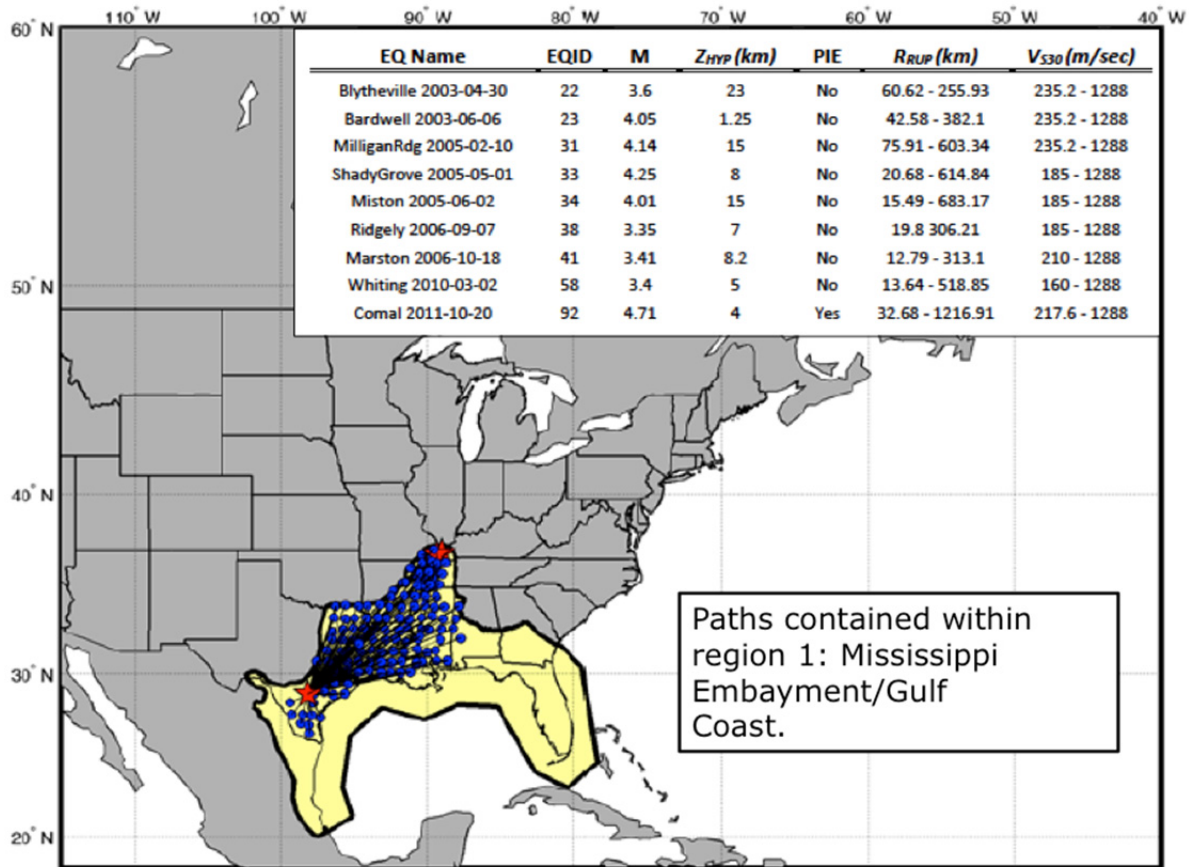 110° W 100° W 90° W 80° W 70° W 60° W 50° W 40° W
60° N
EQ Name EQID M ZHYP (km) PIE RRUP (km) VS30 (m/sec)
Blytheville 2003-04-30 22 3.6 23 No 60.62 - 255.93 235.2 - 1288
Bardwell 2003-06-06 23 4.05 1.25 No 42.58 - 382.1 235.2 - 1288
MilliganRdg 2005-02-10 31 4.14 15 No 75.91 - 603.34 235.2 - 1288
ShadyGrove 2005-05-01 33 4.25 8 No 20.68 - 614.84 185 - 1288
Miston 2005-06-02 34 4.01 15 No 15.49 - 683.17 185 - 1288
Ridgely 2006-09-07 38 3.35 7 No 19.8 306.21 185 - 1288
Marston 2006-10-18 41 3.41 8.2 No 12.79 - 313.1 210 - 1288
50° N
Whiting 2010-03-02 58 3.4 5 No 13.64 - 518.85 160 - 1288
Comal 2011-10-20 92 4.71 4 Yes 32.68 - 1216.91 217.6 - 1288
40° N
Paths contained within
region 1: Mississippi
Embayment/Gulf
Coast.
30° N
20° N